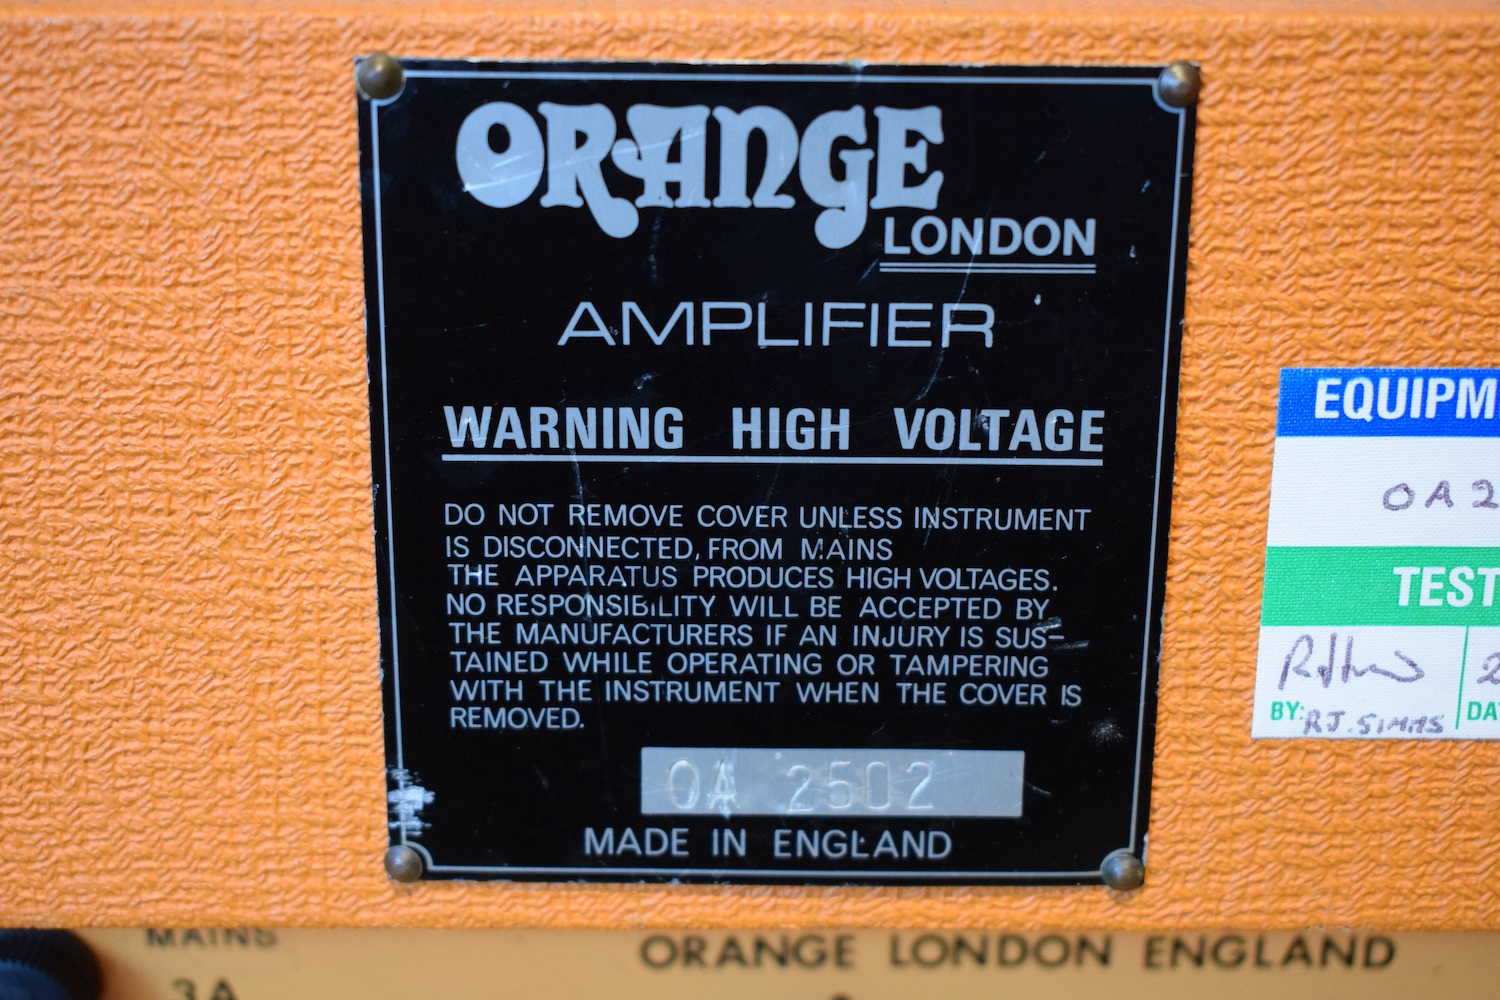 ORANGE
LONDON
AMPLIFIER
WARNING HIGH VOLTAGE
DO NOT REMOVE COVER UNLESS INSTRUMENT
IS DISCONNECTED, FROM MAINS
THE APPARATUS PRODUCES HIGH VOLTAGES.
NO RESPONSIBILITY WILL BE ACCEPTED BY
THE MANUFACTURERS IF AN INJURY IS SUS-
TAINED WHILE OPERATING OR TAMPERING
WITH THE INSTRUMENT WHEN THE COVER IS
REMOVED.
OA 2502
MADE IN ENGLAND
EQUIPM
OA 2
TEST
BY: RJ. SIMMS
DA
MAINS
3A
ORANGE LONDON ENGLAND